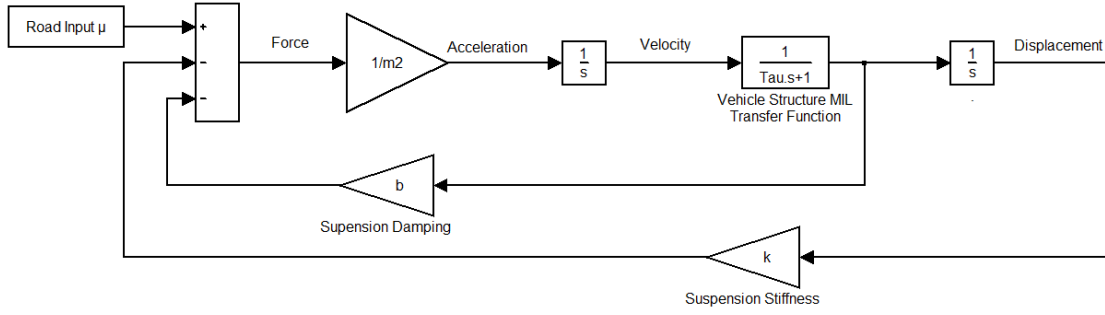 Road Input µ
+
−
−
Force
1/m2
Acceleration
1
s
Velocity
1
Tau.s+1
Vehicle Structure MIL
Transfer Function
1
s
.
Displacement
b
Supension Damping
k
Suspension Stiffness